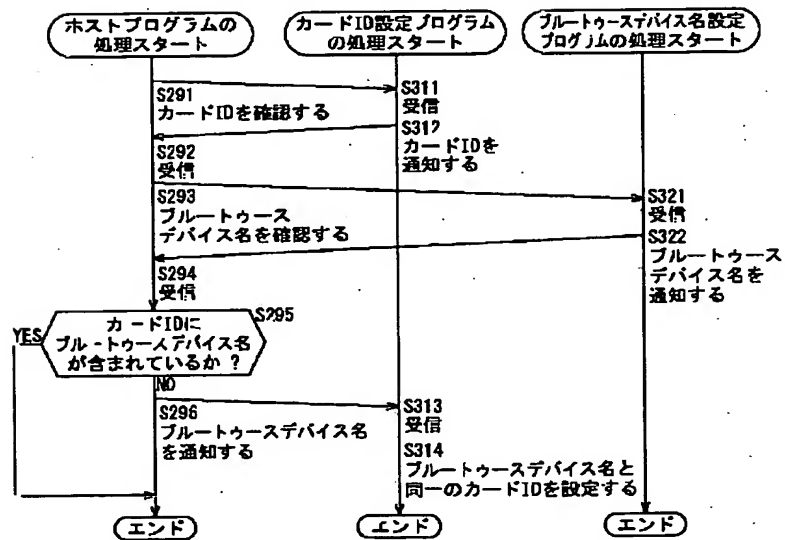 ホストプログラムの
処理スタート
カードID設定プログラム
の処理スタート
ブルートゥースデバイス名設定
プログラムの処理スタート
S291
カードIDを確認する
S311
受信
S312
カードIDを
通知する
S292
受信
S293
ブルートゥース
デバイス名を確認する
S321
受信
S322
ブルートゥース
デバイス名を
通知する
S294
受信
S295
カードIDに
ブルートゥースデバイス名
が含まれているか ?
YES
NO
S296
ブルートゥースデバイス名
を通知する
S313
受信
S314
ブルートゥースデバイス名と
同一のカードIDを設定する
エンド
エンド
エンド